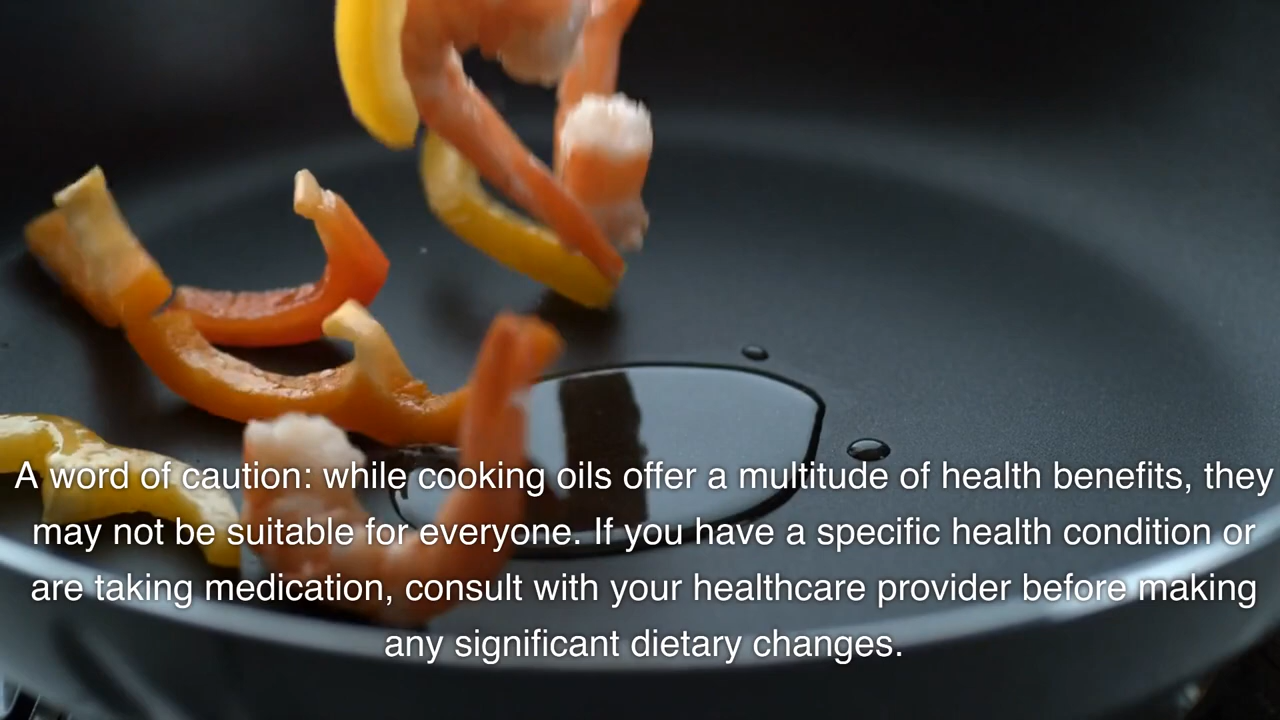 A word of caution: while cooking oils offer a multitude of health benefits, they
may not be suitable for everyone. If you have a specific health condition or
are taking medication, consult with your healthcare provider before making
any significant dietary changes.